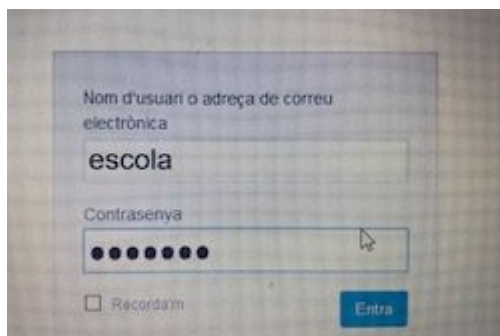 Nom d'usuari o adreça de correu
electrònica
escola
Contrasenya
●●●●●●●
Recorda'm
Entra